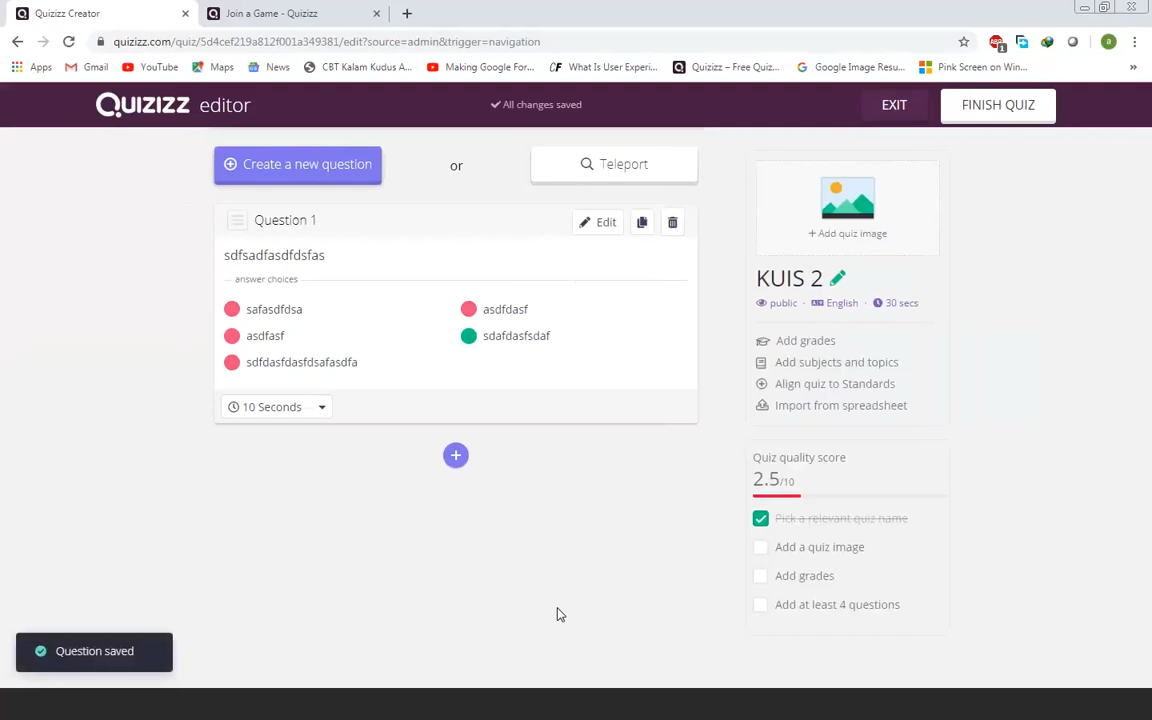 Quizizz Creator
Join a Game - Quizizz
quizizz.com/quiz/5d4cef219a812f001a349381/edit?source=admin&trigger=navigation
1
a
Apps
Gmail
YouTube
Maps
News
CBT Kalam Kudus A...
Making Google For...
What Is User Experi...
Quizizz – Free Quiz...
Google Image Resu...
Pink Screen on Win...
»
Quizizz editor
All changes saved
EXIT
FINISH QUIZ
Create a new question
or
Teleport
Question 1
Edit
sdfsadfasdfdsfas
answer choices
safasdfdsa
asdfdasf
asdfasf
sdafdasfsdaf
sdfdasfdasfdsafasdfa
10 Seconds
+ Add quiz image
KUIS 2
public
English
30 secs
Add grades
Add subjects and topics
Align quiz to Standards
Import from spreadsheet
Quiz quality score
2.5/10
Pick a relevant quiz name
Add a quiz image
Add grades
Add at least 4 questions
Question saved